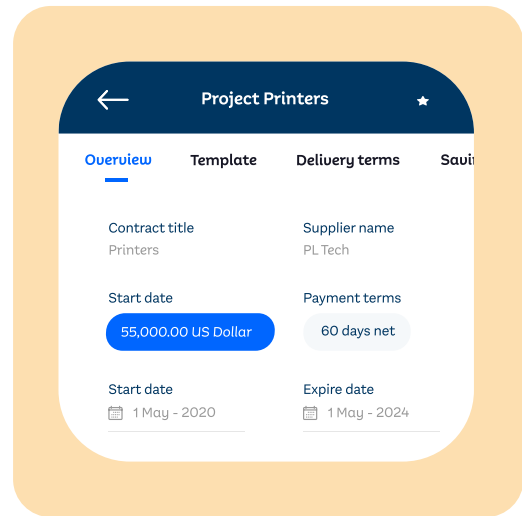 Project Printers
Overview Template Delivery terms Savin
Contract title Supplier name
Printers PL Tech
Start date Payment terms
55,000.00 US Dollar 60 days net
Start date Expire date
1 May - 2020 1 May - 2024